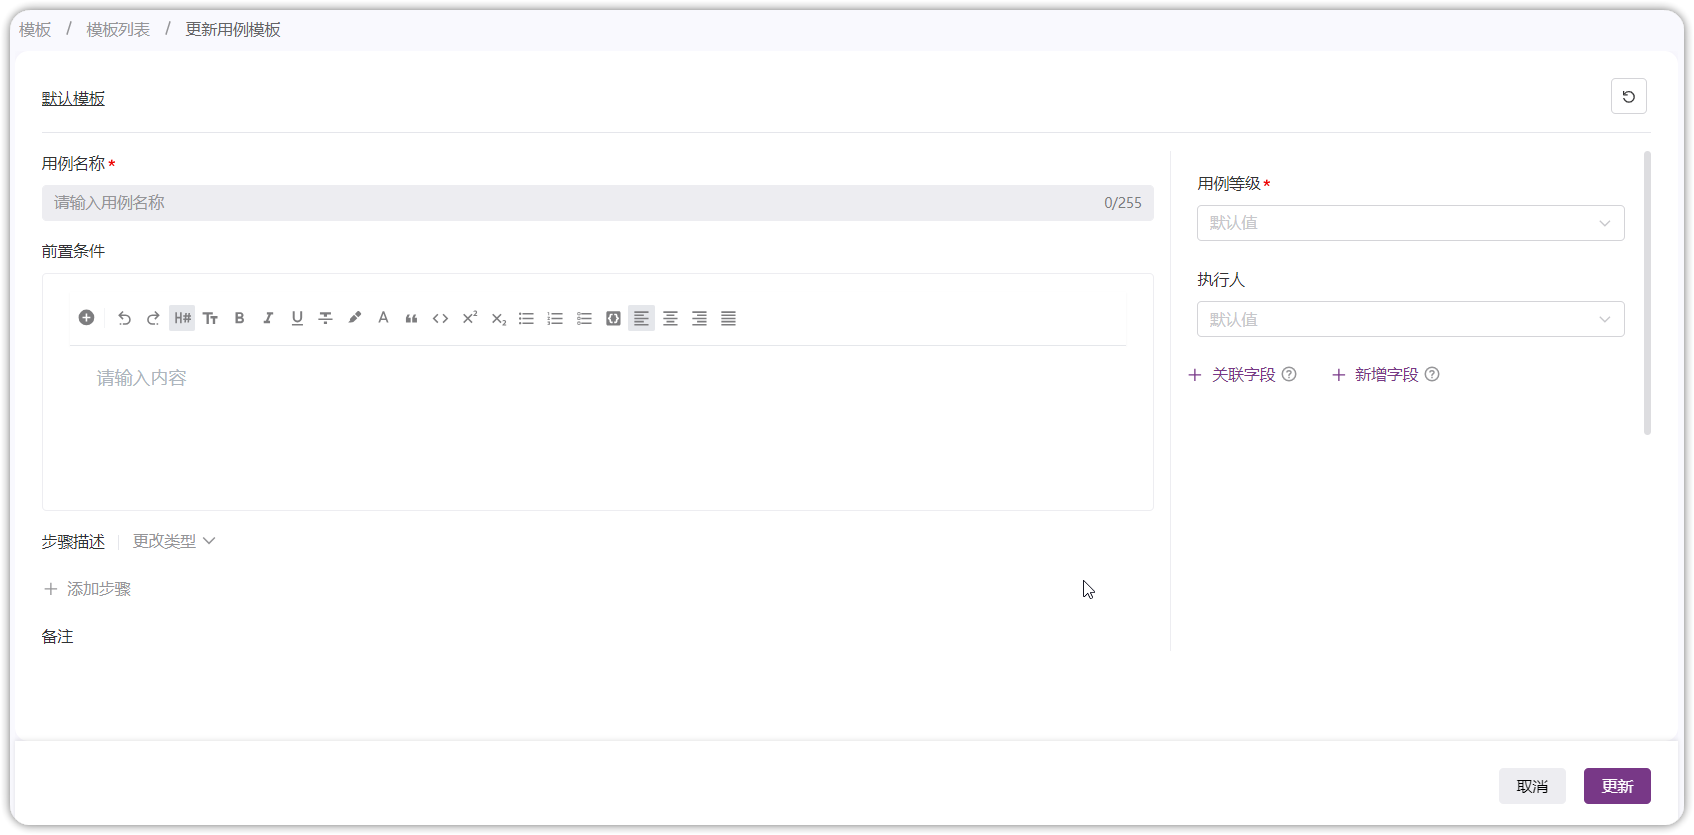 模板 / 模板列表 / 更新用例模板
默认模板
用例名称 *
请输入用例名称 0/255
前置条件
H# Tt B I U A “ <> X² X₂
请输入内容
步骤描述 更改类型
+ 添加步骤
备注
用例等级 *
默认值
执行人
默认值
+ 关联字段 ? + 新增字段 ?
取消 更新